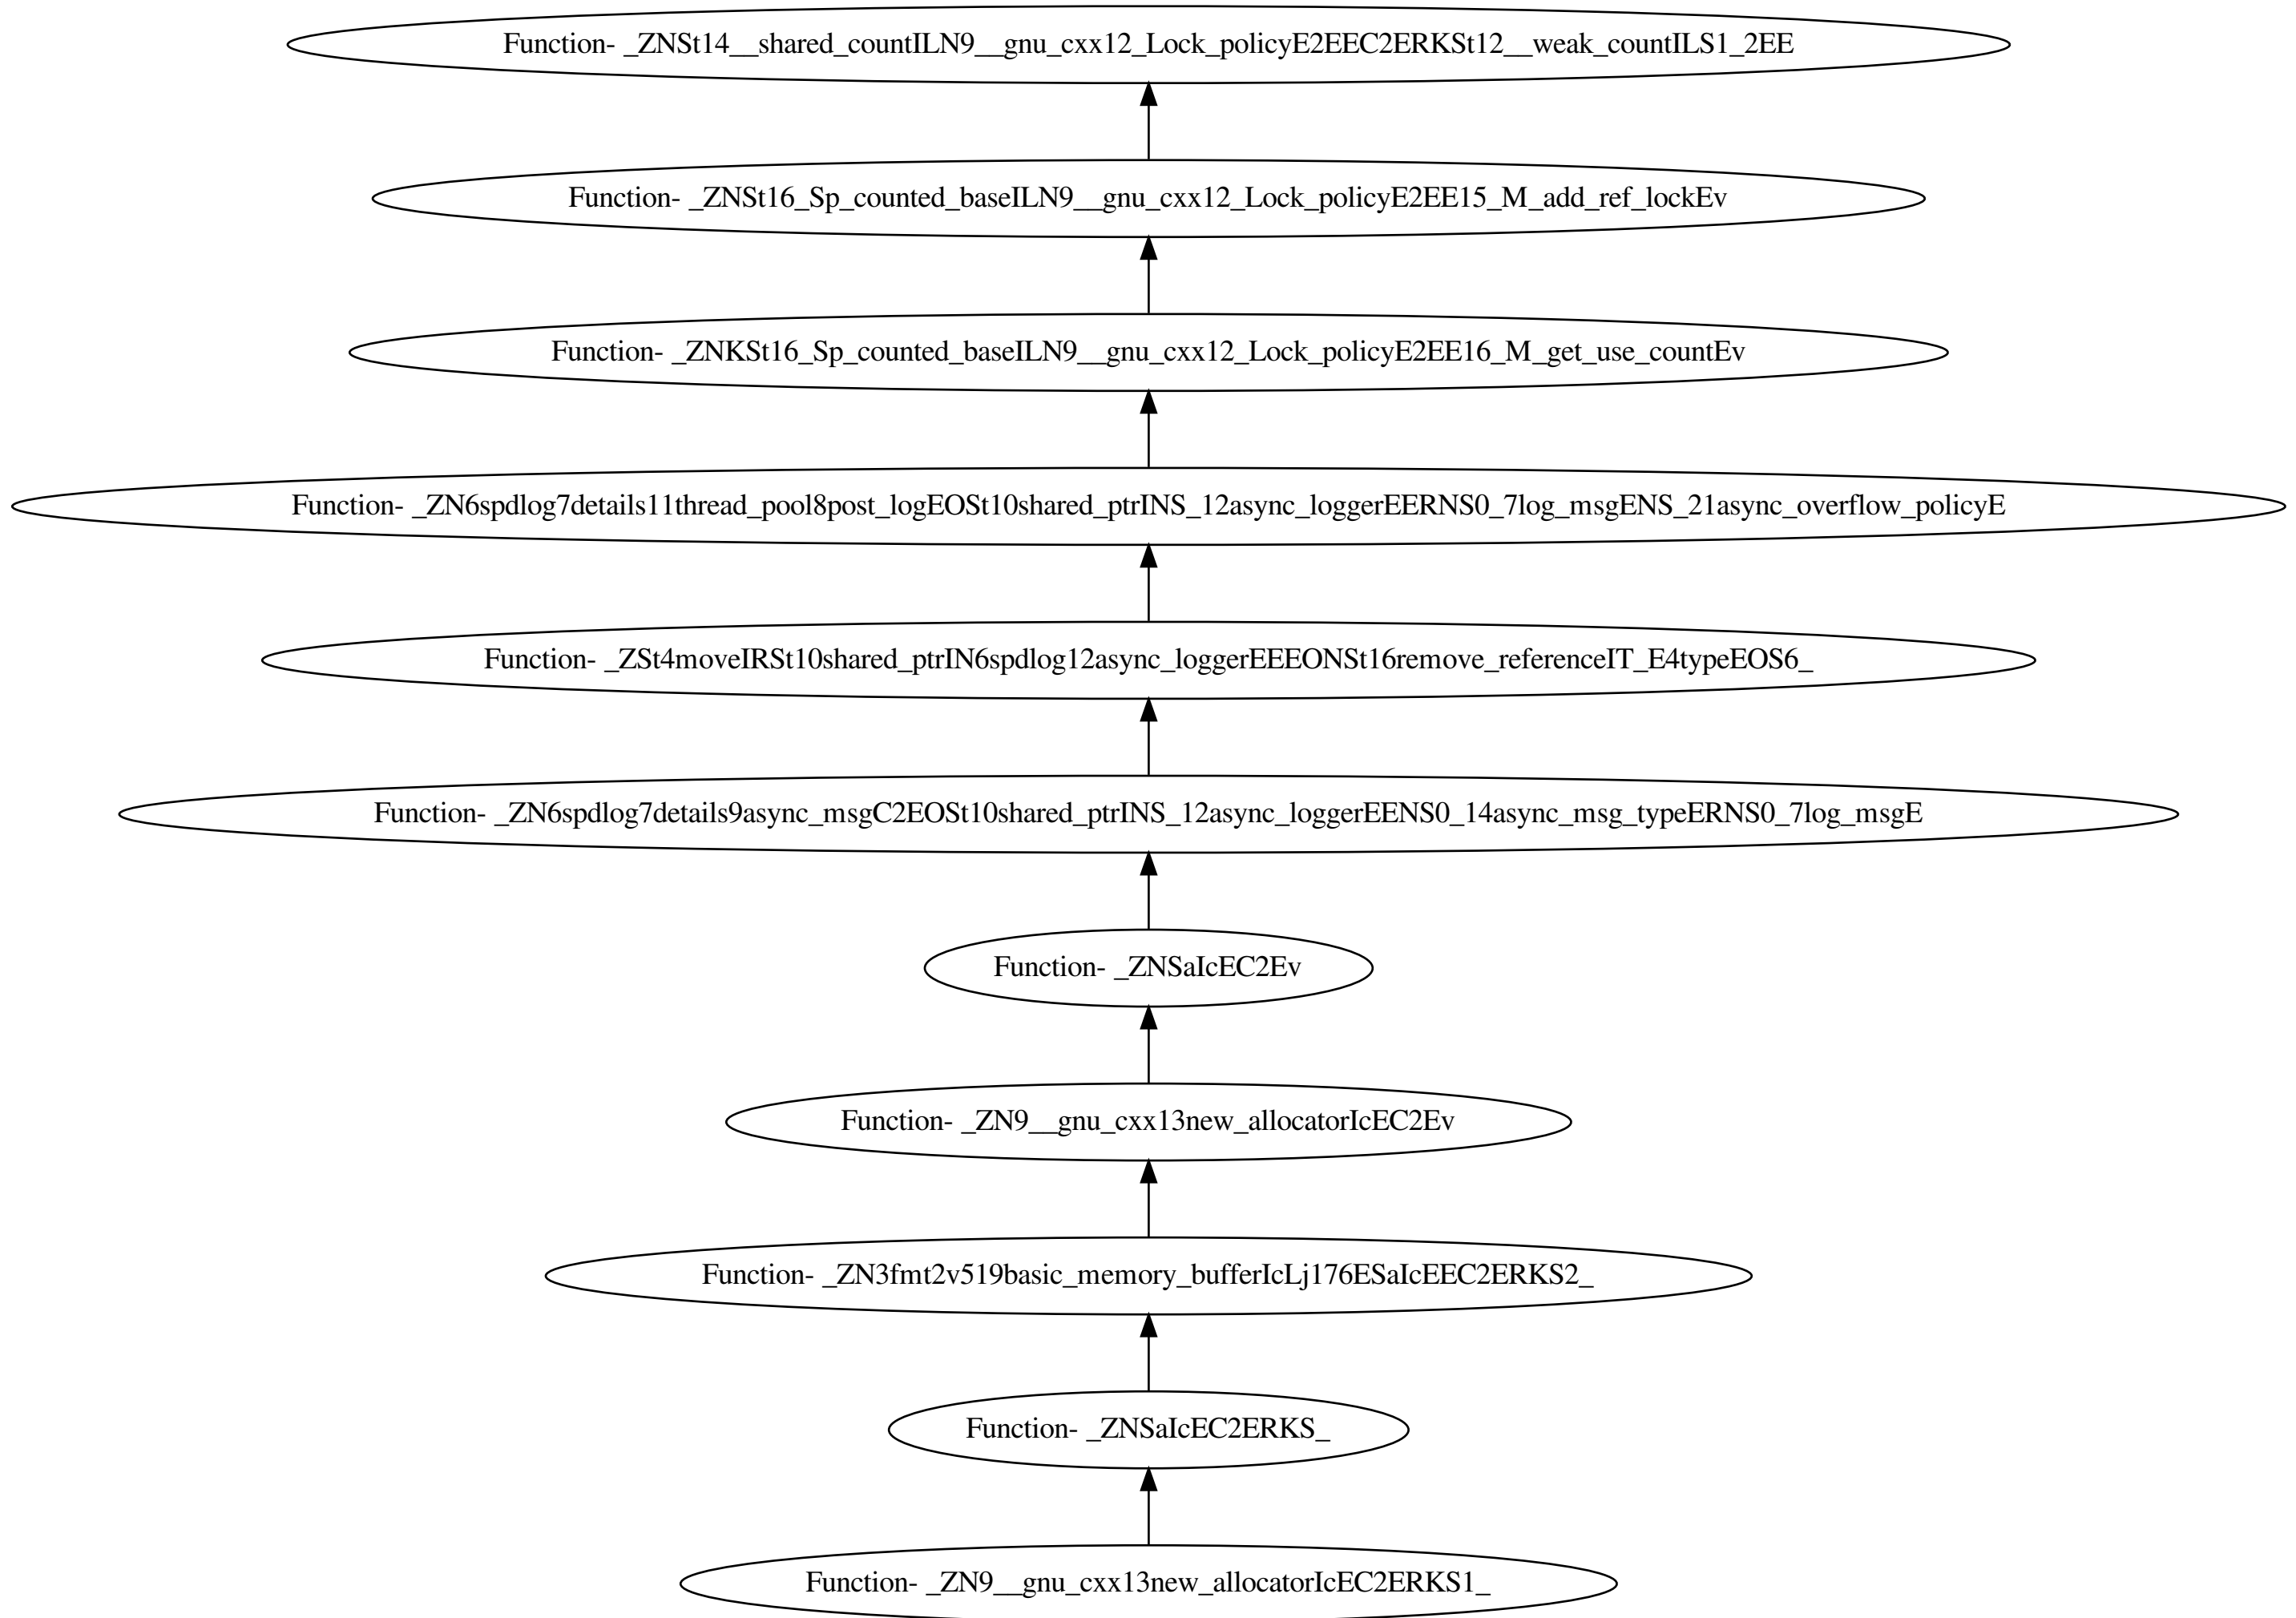 Function- _ZNSt14__shared_countILN9__gnu_cxx12_Lock_policyE2EEC2ERKSt12__weak_countILS1_2EE
Function- _ZNSt16_Sp_counted_baseILN9__gnu_cxx12_Lock_policyE2EE15_M_add_ref_lockEv
Function- _ZNKSt16_Sp_counted_baseILN9__gnu_cxx12_Lock_policyE2EE16_M_get_use_countEv
Function- _ZN6spdlog7details11thread_pool8post_logEOSt10shared_ptrINS_12async_loggerEERNS0_7log_msgENS_21async_overflow_policyE
Function- _ZSt4moveIRSt10shared_ptrIN6spdlog12async_loggerEEEONSt16remove_referenceIT_E4typeEOS6_
Function- _ZN6spdlog7details9async_msgC2EOSt10shared_ptrINS_12async_loggerEENS0_14async_msg_typeERNS0_7log_msgE
Function- _ZNSaIcEC2Ev
Function- _ZN9__gnu_cxx13new_allocatorIcEC2Ev
Function- _ZN3fmt2v519basic_memory_bufferIcLj176ESaIcEEC2ERKS2_
Function- _ZNSaIcEC2ERKS_
Function- _ZN9__gnu_cxx13new_allocatorIcEC2ERKS1_